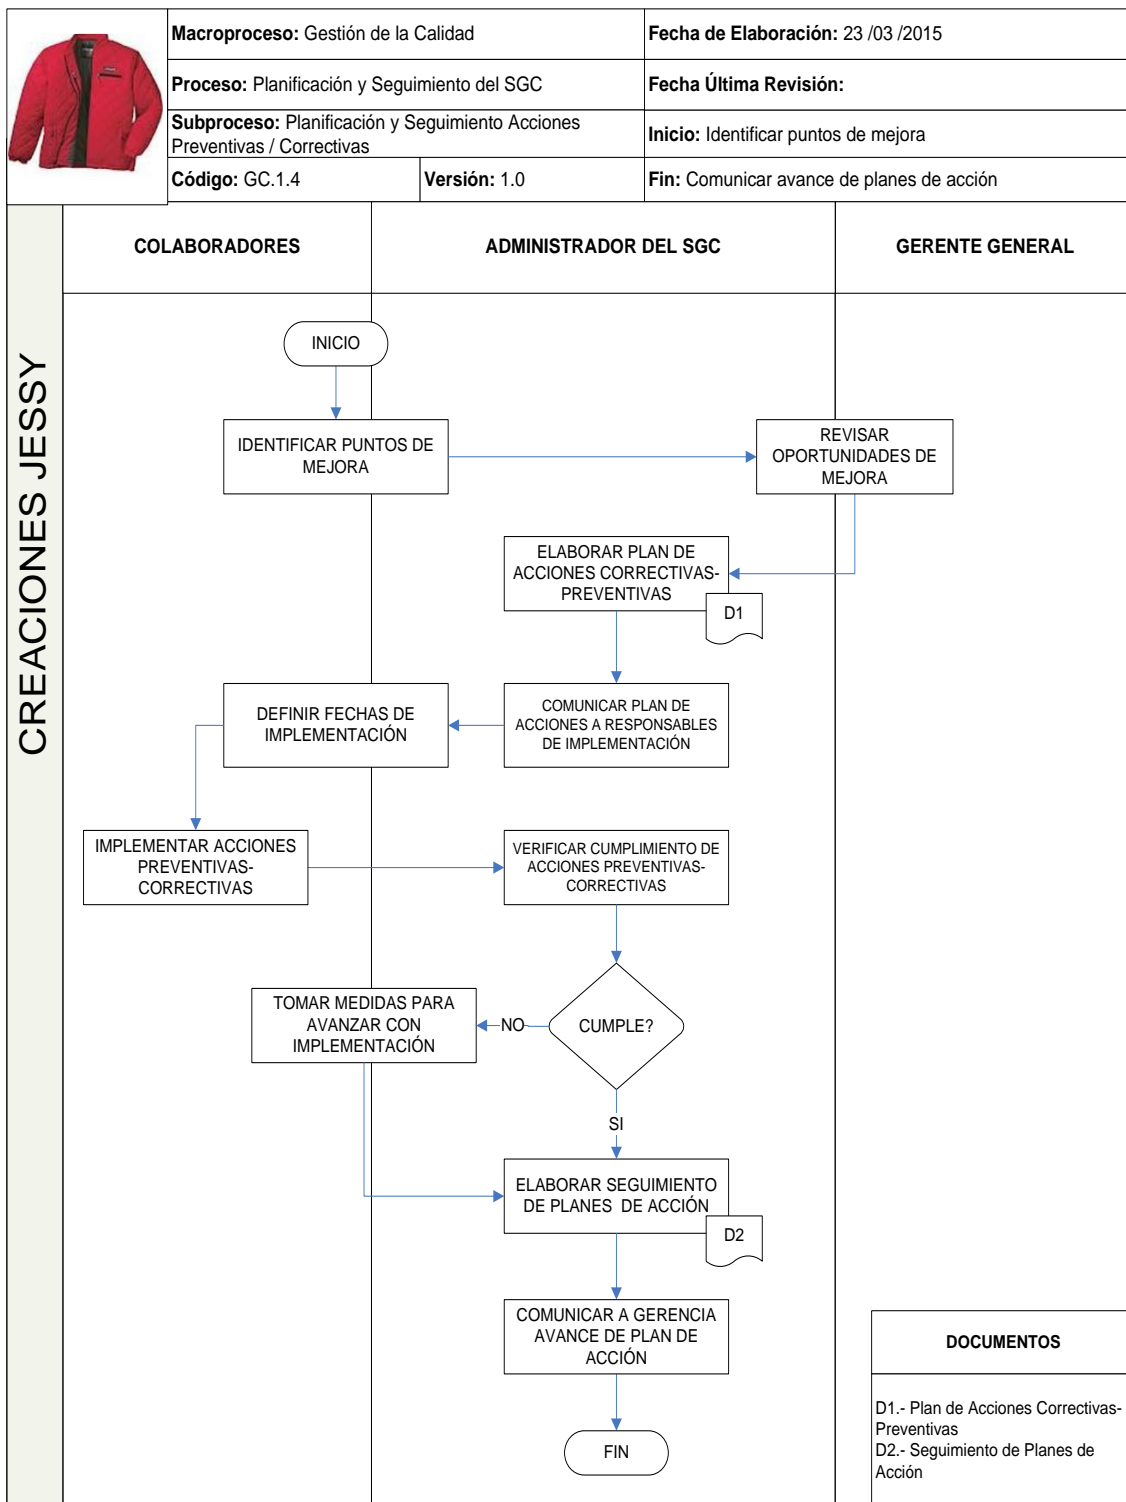 Macroproceso: Gestión de la Calidad
Fecha de Elaboración: 23 /03 /2015
Proceso: Planificación y Seguimiento del SGC
Fecha Última Revisión:
Subproceso: Planificación y Seguimiento Acciones
Preventivas / Correctivas
Inicio: Identificar puntos de mejora
Código: GC.1.4
Versión: 1.0
Fin: Comunicar avance de planes de acción
CREACIONES JESSY
COLABORADORES
ADMINISTRADOR DEL SGC
GERENTE GENERAL
INICIO
IDENTIFICAR PUNTOS DE
MEJORA
REVISAR
OPORTUNIDADES DE
MEJORA
ELABORAR PLAN DE
ACCIONES CORRECTIVAS-
PREVENTIVAS
D1
COMUNICAR PLAN DE
ACCIONES A RESPONSABLES
DE IMPLEMENTACIÓN
DEFINIR FECHAS DE
IMPLEMENTACIÓN
IMPLEMENTAR ACCIONES
PREVENTIVAS-
CORRECTIVAS
VERIFICAR CUMPLIMIENTO DE
ACCIONES PREVENTIVAS-
CORRECTIVAS
CUMPLE?
NO
TOMAR MEDIDAS PARA
AVANZAR CON
IMPLEMENTACIÓN
SI
ELABORAR SEGUIMIENTO
DE PLANES DE ACCIÓN
D2
COMUNICAR A GERENCIA
AVANCE DE PLAN DE
ACCIÓN
FIN
DOCUMENTOS
D1.- Plan de Acciones Correctivas-
Preventivas
D2.- Seguimiento de Planes de
Acción